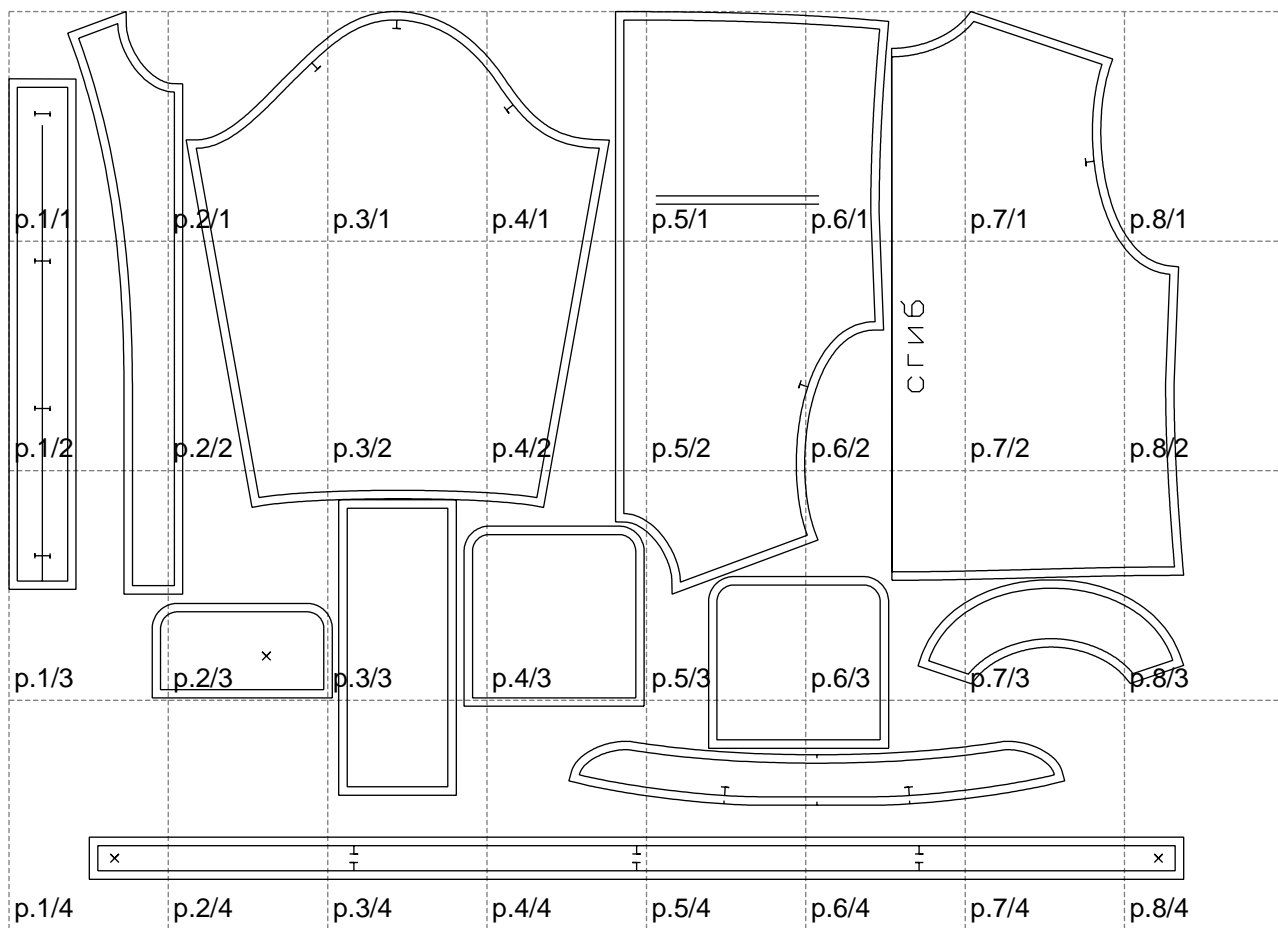 p.1/1 p.2/1 p.3/1 p.4/1 p.5/1 p.6/1 p.7/1 p.8/1
сгиб
p.1/2 p.2/2 p.3/2 p.4/2 p.5/2 p.6/2 p.7/2 p.8/2
p.1/3 p.2/3 p.3/3 p.4/3 p.5/3 p.6/3 p.7/3 p.8/3
p.1/4 p.2/4 p.3/4 p.4/4 p.5/4 p.6/4 p.7/4 p.8/4